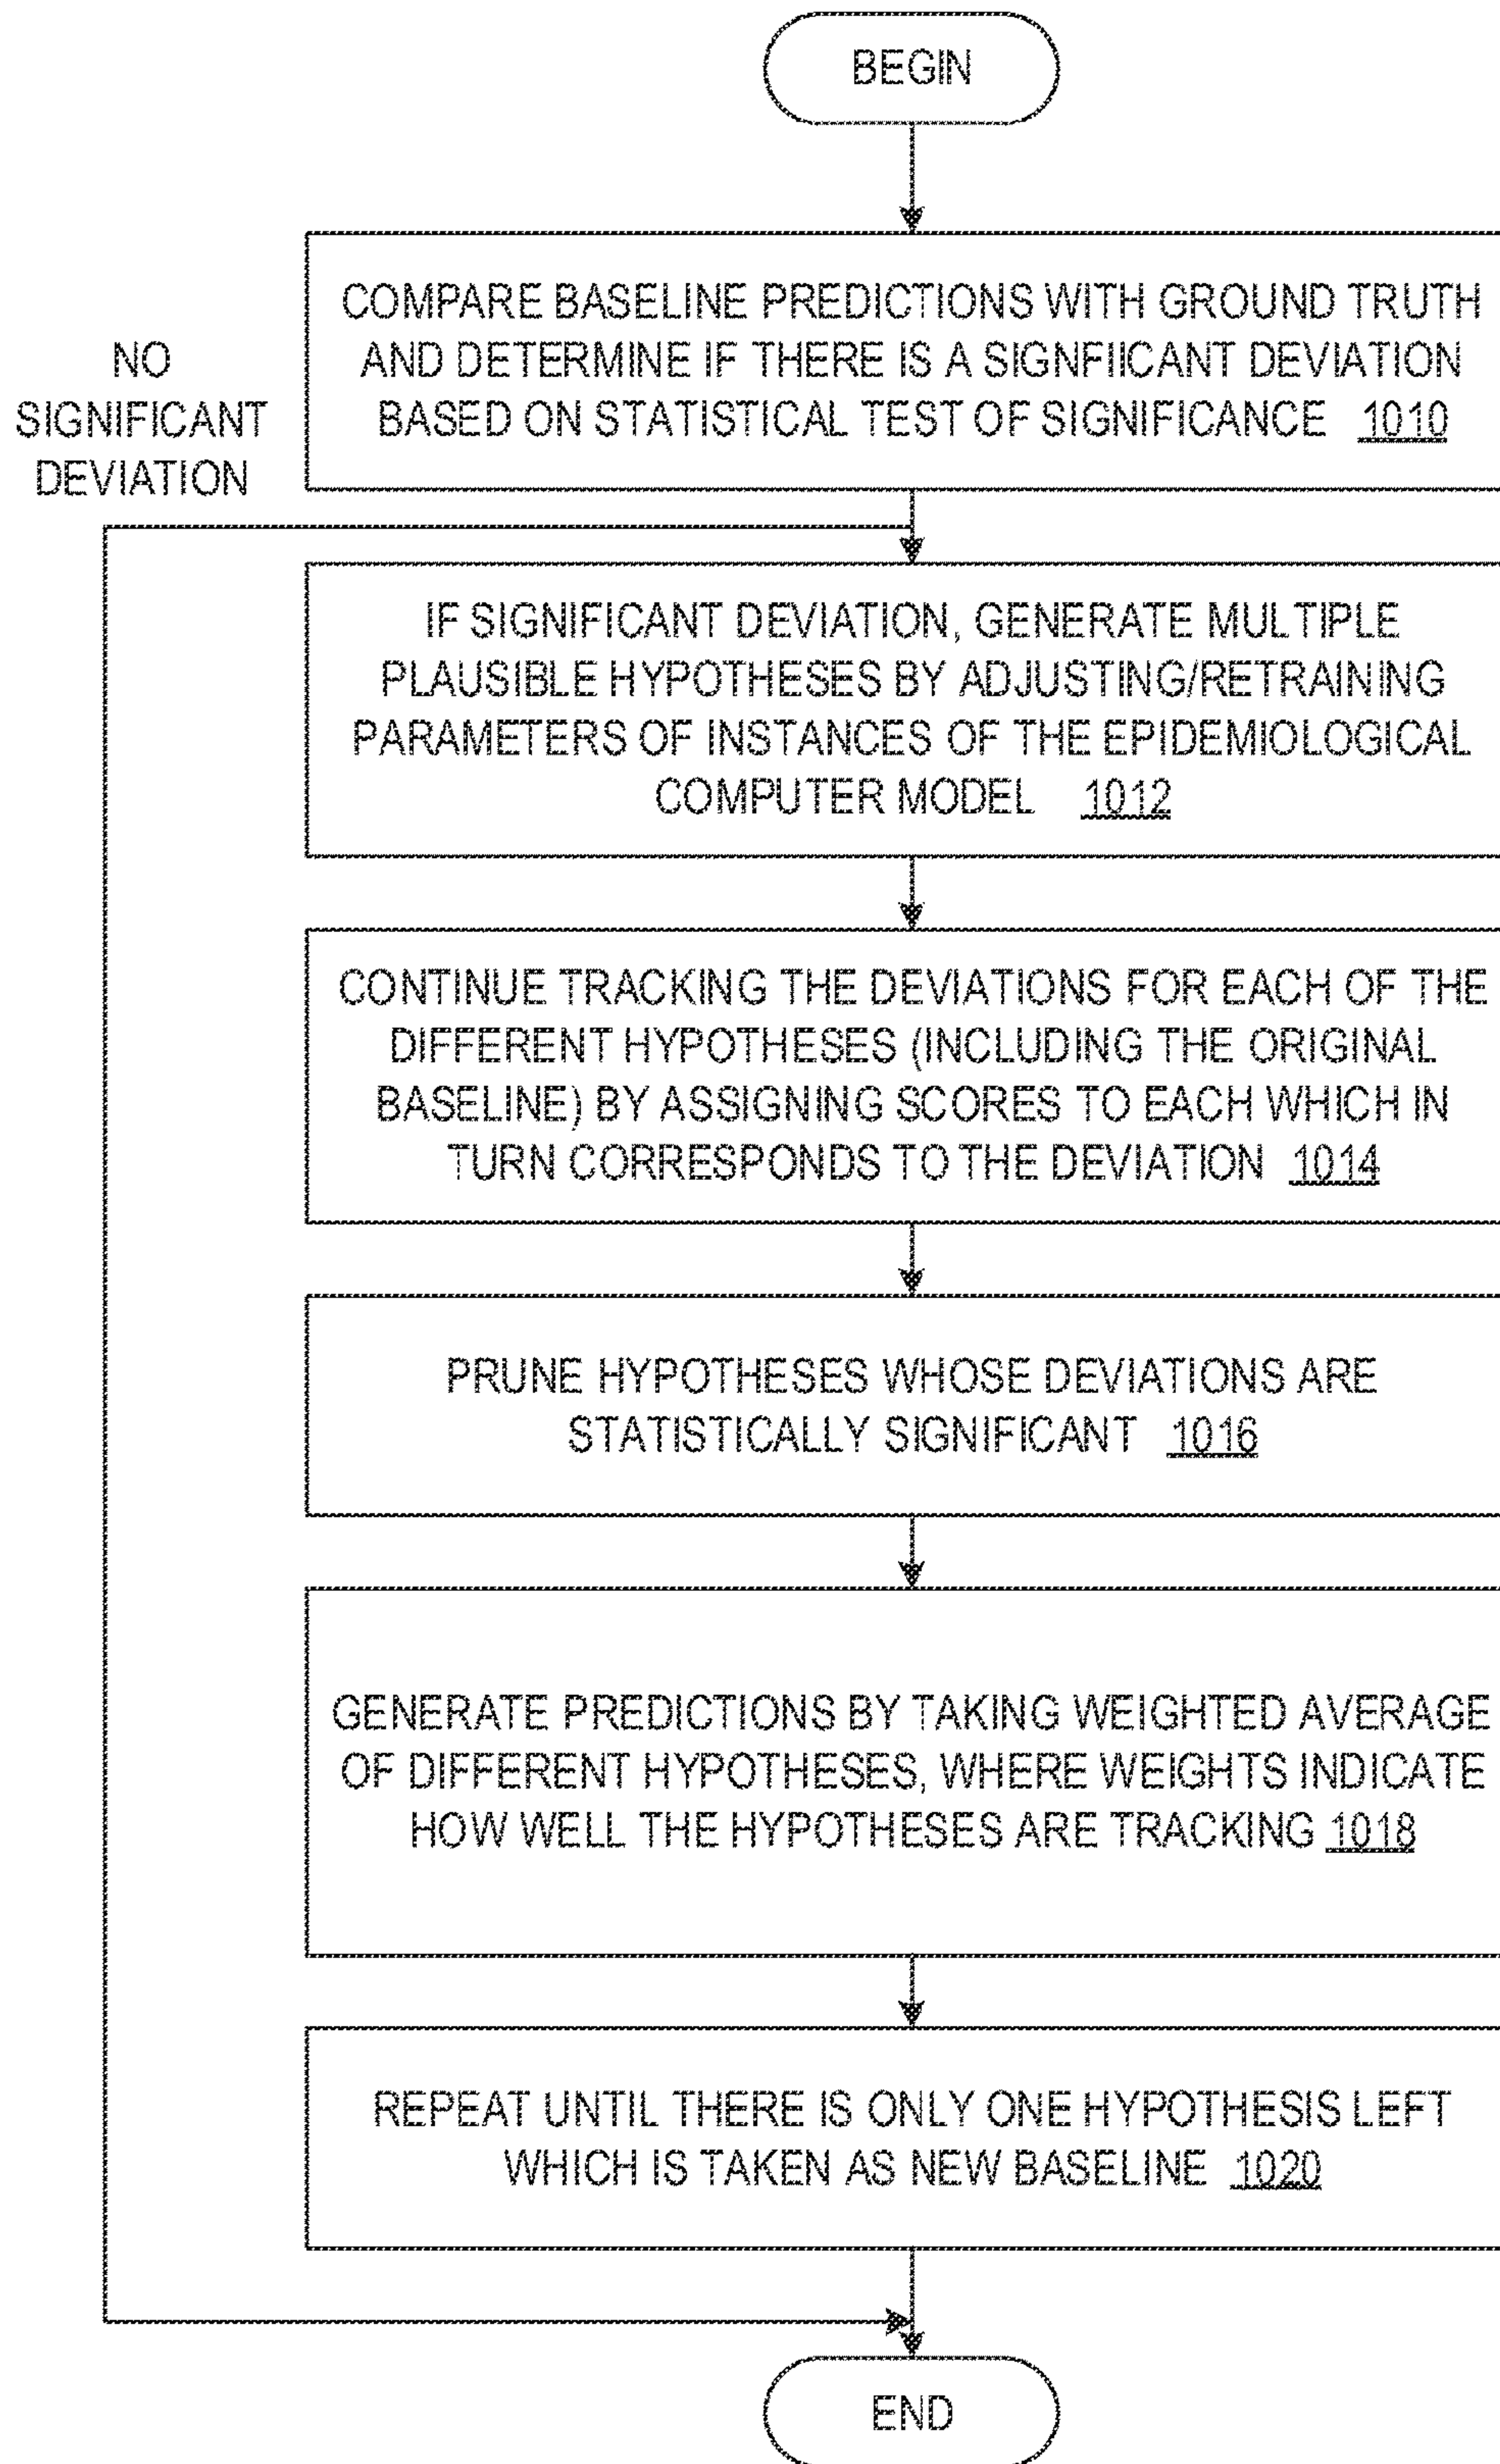 BEGIN
COMPARE BASELINE PREDICTIONS WITH GROUND TRUTH
AND DETERMINE IF THERE IS A SIGNFIICANT DEVIATION
BASED ON STATISTICAL TEST OF SIGNIFICANCE 1010
NO
SIGNIFICANT
DEVIATION
IF SIGNIFICANT DEVIATION, GENERATE MULTIPLE
PLAUSIBLE HYPOTHESES BY ADJUSTING/RETRAINING
PARAMETERS OF INSTANCES OF THE EPIDEMIOLOGICAL
COMPUTER MODEL 1012
CONTINUE TRACKING THE DEVIATIONS FOR EACH OF THE
DIFFERENT HYPOTHESES (INCLUDING THE ORIGINAL
BASELINE) BY ASSIGNING SCORES TO EACH WHICH IN
TURN CORRESPONDS TO THE DEVIATION 1014
PRUNE HYPOTHESES WHOSE DEVIATIONS ARE
STATISTICALLY SIGNIFICANT 1016
GENERATE PREDICTIONS BY TAKING WEIGHTED AVERAGE
OF DIFFERENT HYPOTHESES, WHERE WEIGHTS INDICATE
HOW WELL THE HYPOTHESES ARE TRACKING 1018
REPEAT UNTIL THERE IS ONLY ONE HYPOTHESIS LEFT
WHICH IS TAKEN AS NEW BASELINE 1020
END